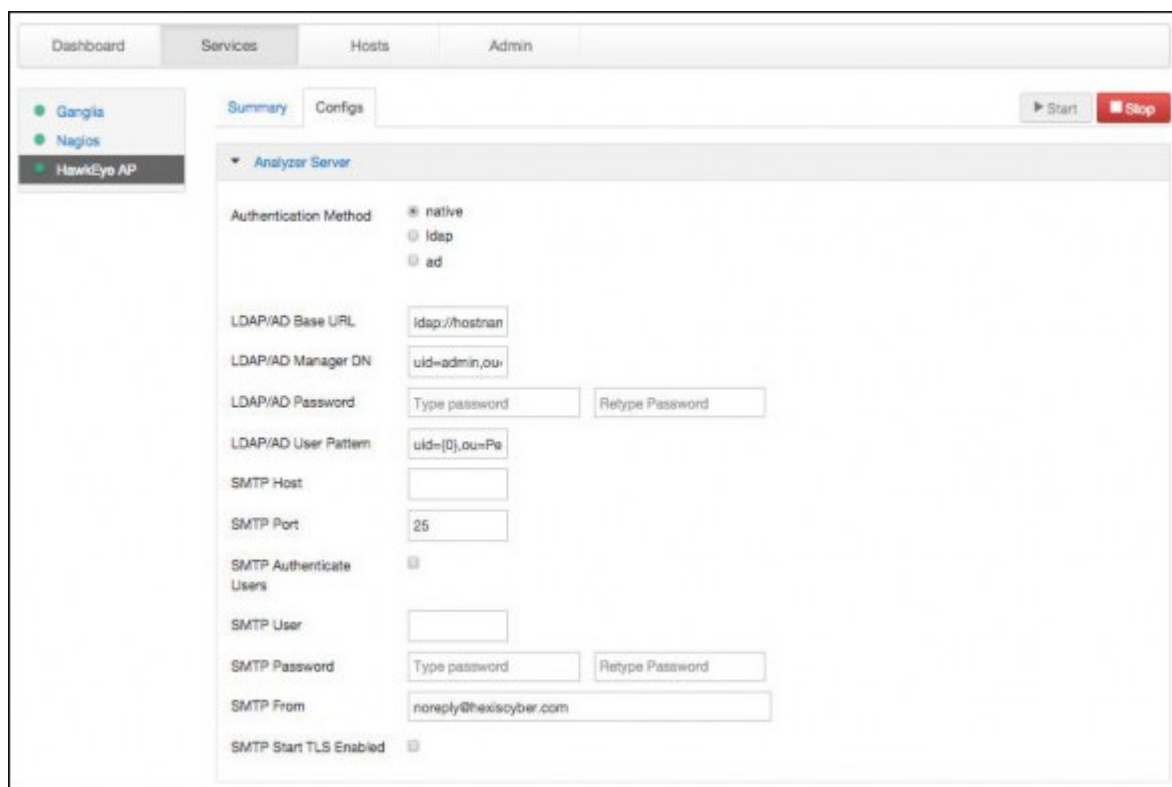 Dashboard Services Hosts Admin
Ganglia
Nagios
HawkEye AP
Summary Configs Start Stop
Analyzer Server
Authentication Method native
ldap
ad
LDAP/AD Base URL ldap://hostnam
LDAP/AD Manager DN uid=admin,ou=
LDAP/AD Password Type password Retype Password
LDAP/AD User Pattern uid={0},ou=Pe
SMTP Host
SMTP Port 25
SMTP Authenticate
Users
SMTP User
SMTP Password Type password Retype Password
SMTP From noreply@hexiscyber.com
SMTP Start TLS Enabled